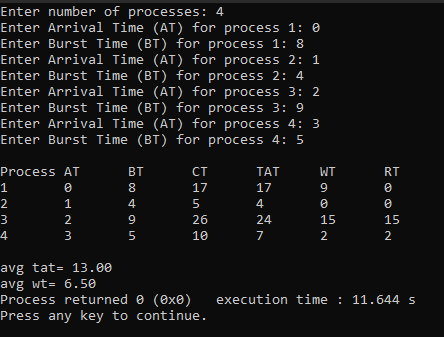 Enter number of processes: 4
Enter Arrival Time (AT) for process 1: 0
Enter Burst Time (BT) for process 1: 8
Enter Arrival Time (AT) for process 2: 1
Enter Burst Time (BT) for process 2: 4
Enter Arrival Time (AT) for process 3: 2
Enter Burst Time (BT) for process 3: 9
Enter Arrival Time (AT) for process 4: 3
Enter Burst Time (BT) for process 4: 5
Process AT BT CT TAT WT RT
1 0 8 17 17 9 0
2 1 4 5 4 0 0
3 2 9 26 24 15 15
4 3 5 10 7 2 2
avg tat= 13.00
avg wt= 6.50
Process returned 0 (0x0) execution time : 11.644 s
Press any key to continue.